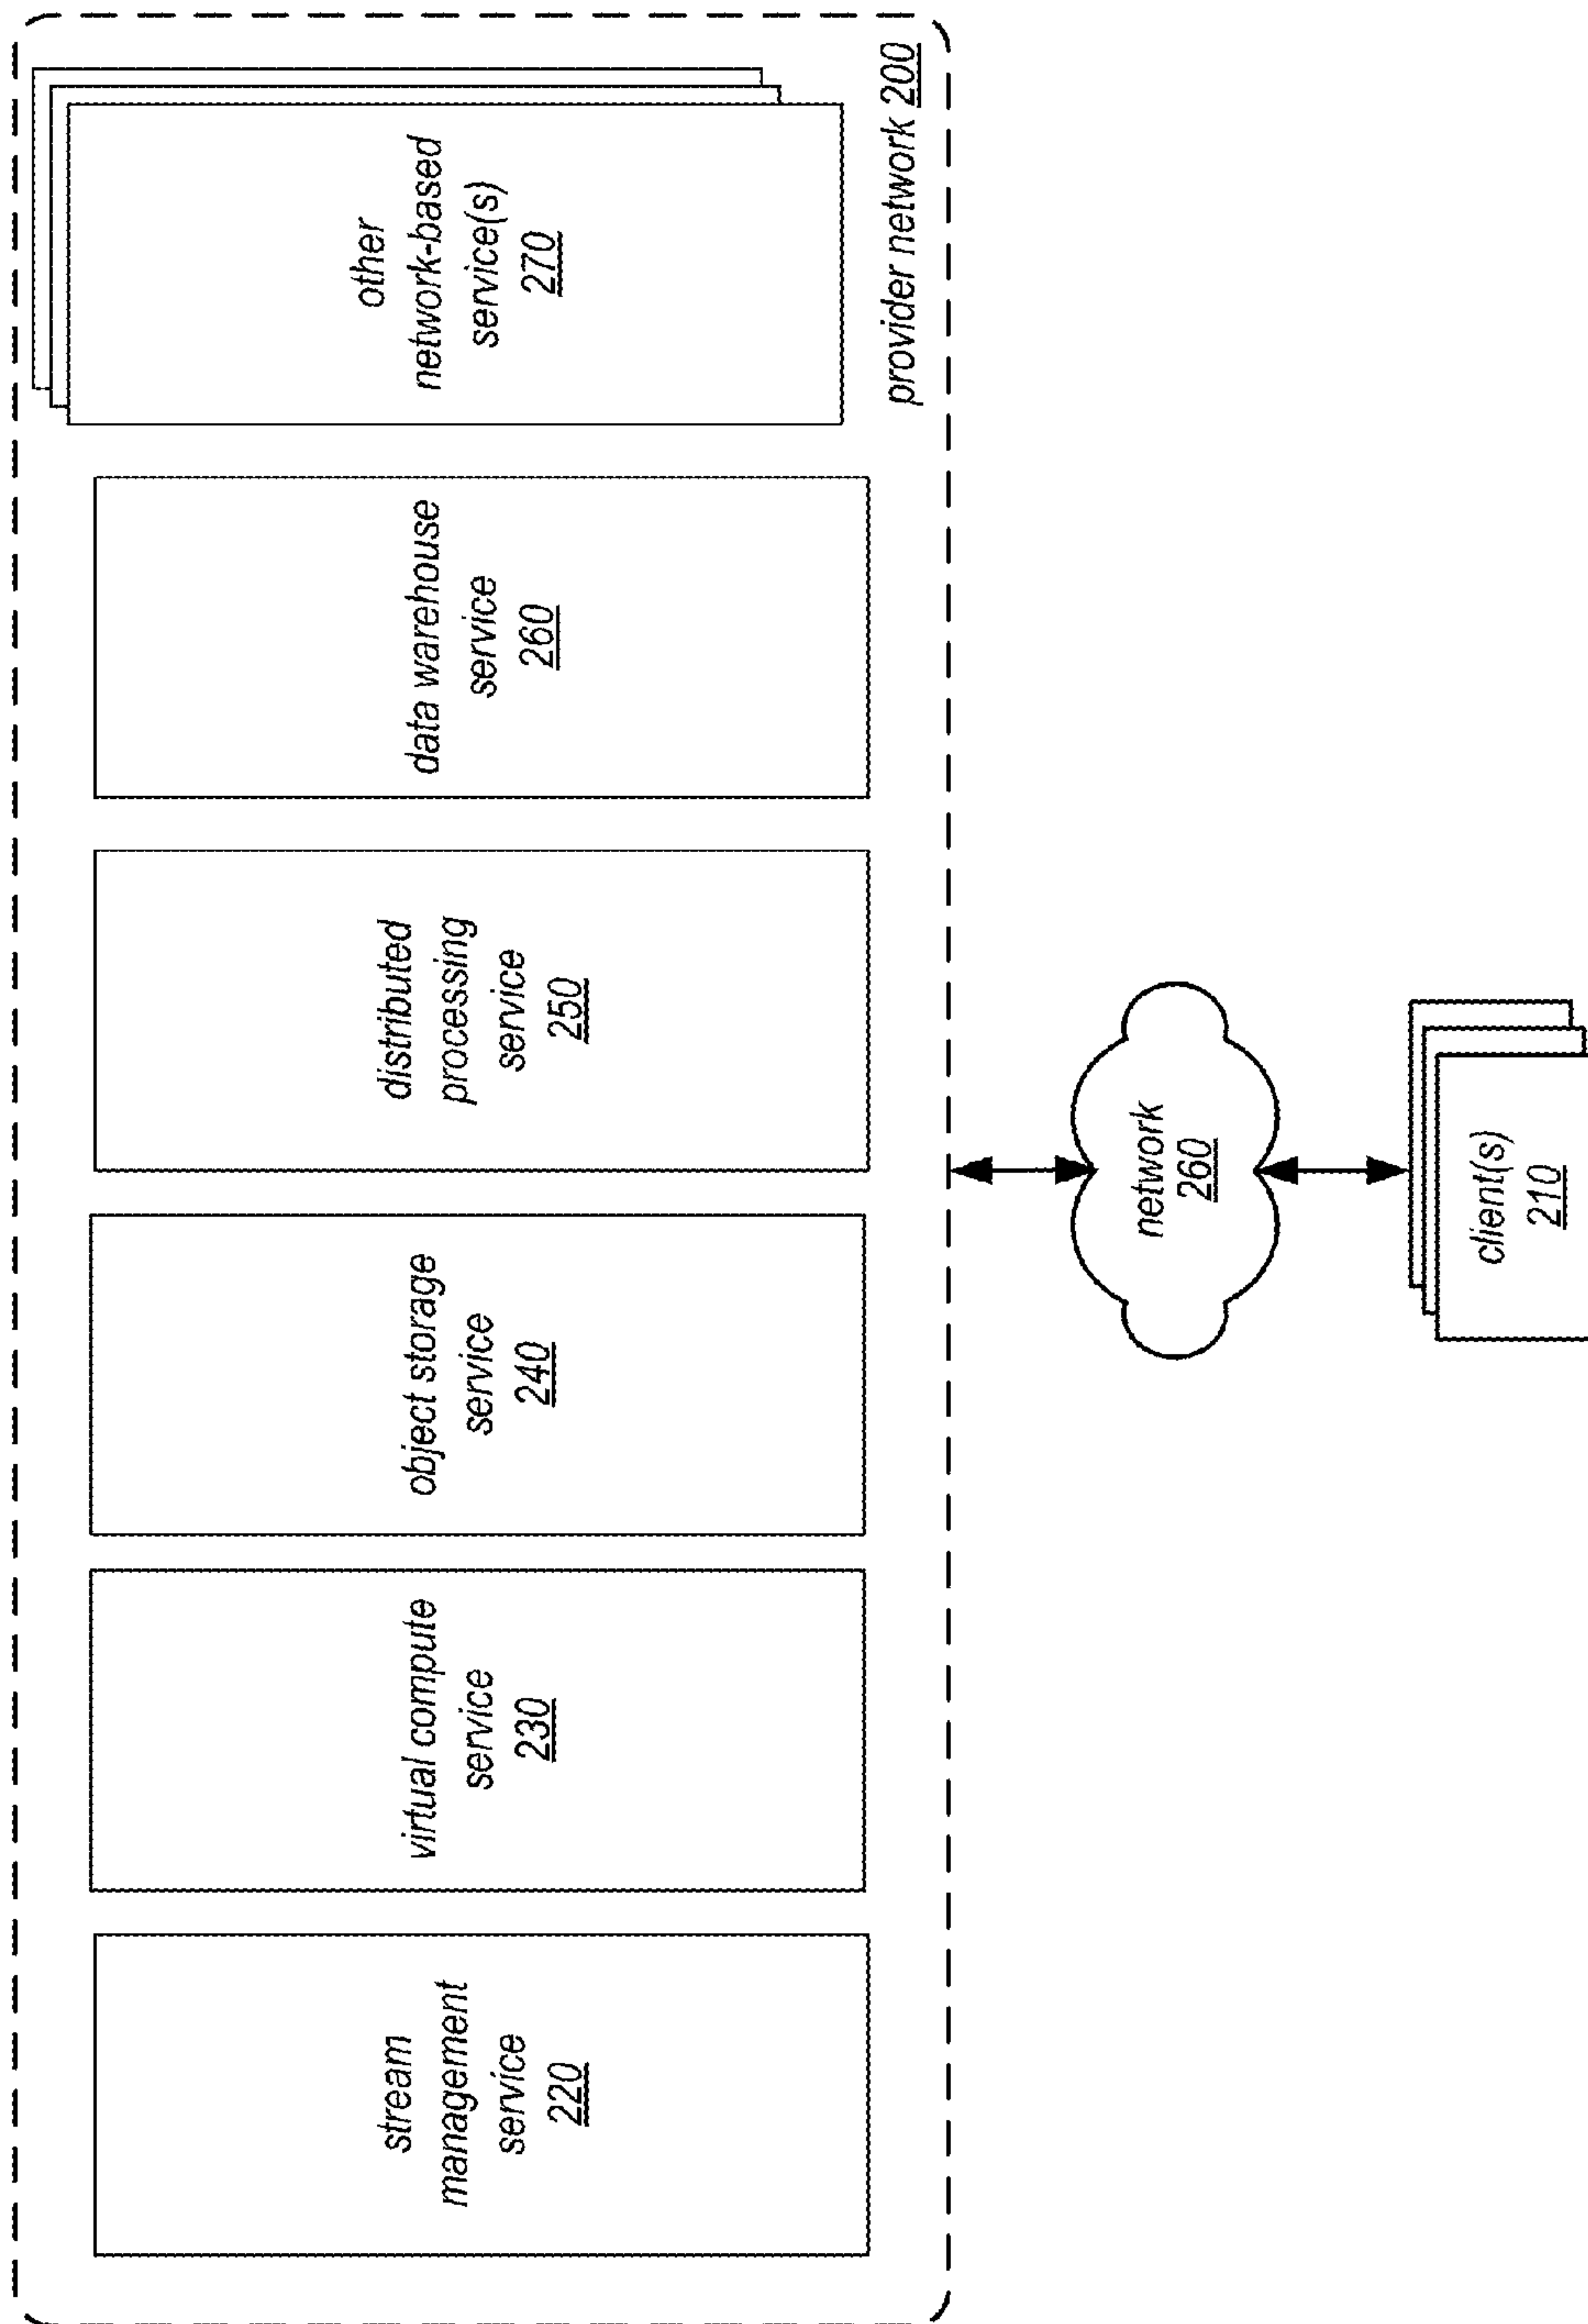 stream
management
service
220
virtual compute
service
230
object storage
service
240
distributed
processing
service
250
data warehouse
service
260
other
network-based
service(s)
270
provider network 200
network
260
client(s)
210